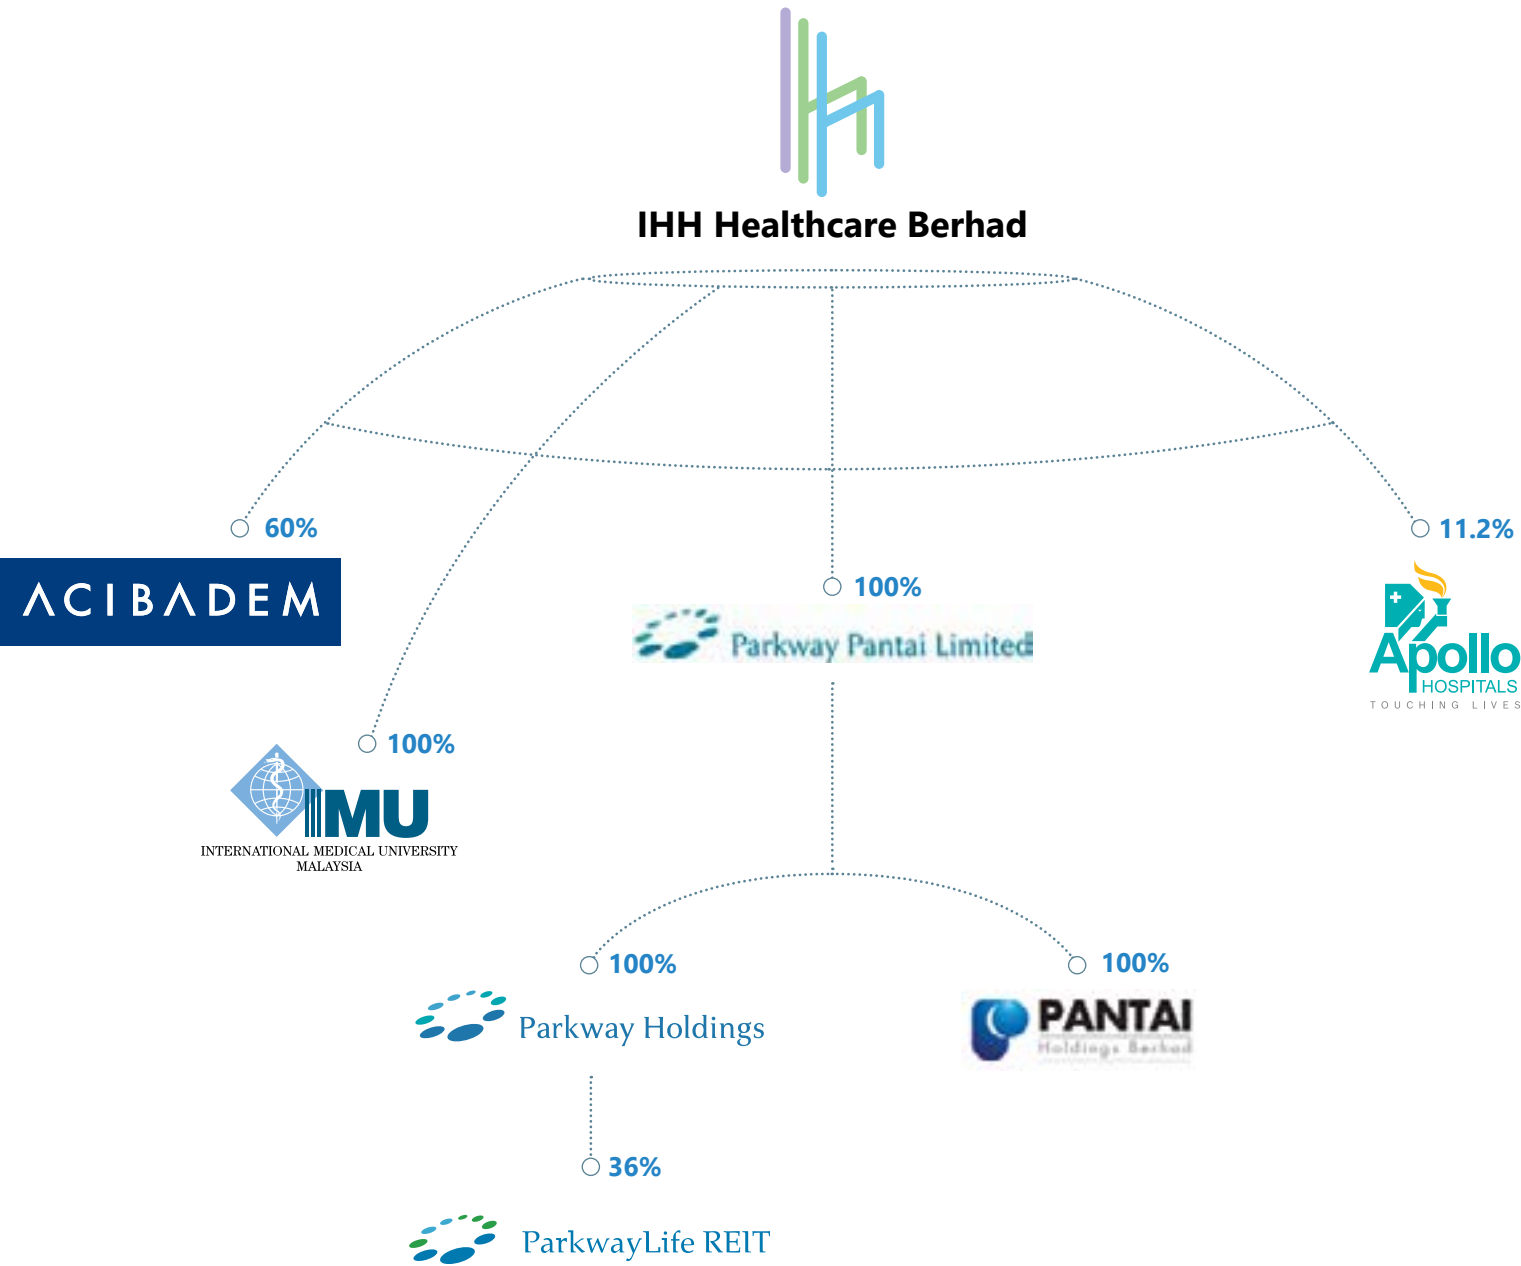 IHH Healthcare Berhad
60%
ACIBADEM
11.2%
Apollo
HOSPITALS
TOUCHING LIVES
100%
Parkway Pantai Limited
100%
IMU
INTERNATIONAL MEDICAL UNIVERSITY
MALAYSIA
100%
Parkway Holdings
100%
PANTAI
Holdings Berhad
36%
ParkwayLife REIT